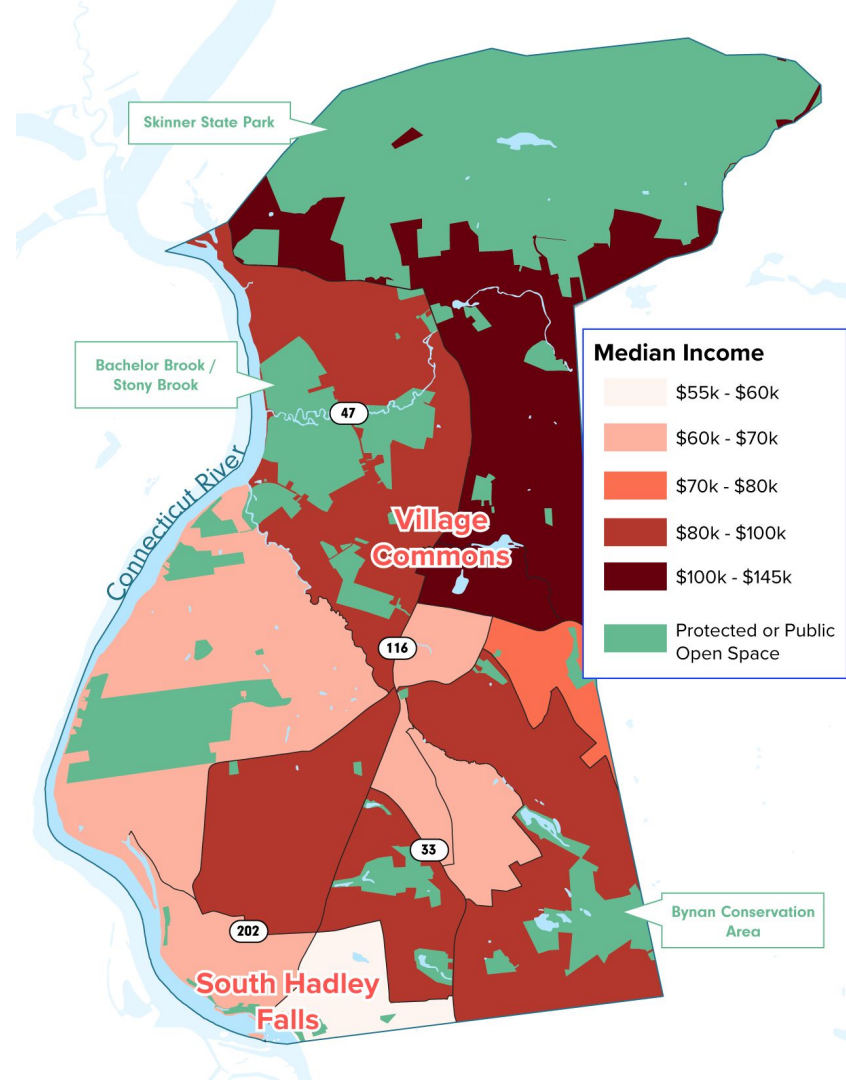 Skinner State Park
Bachelor Brook /
Stony Brook
47
Connecticut River
Village
Commons
116
33
202
South Hadley
Falls
Bynan Conservation
Area
Median Income
$55k - $60k
$60k - $70k
$70k - $80k
$80k - $100k
$100k - $145k
Protected or Public
Open Space